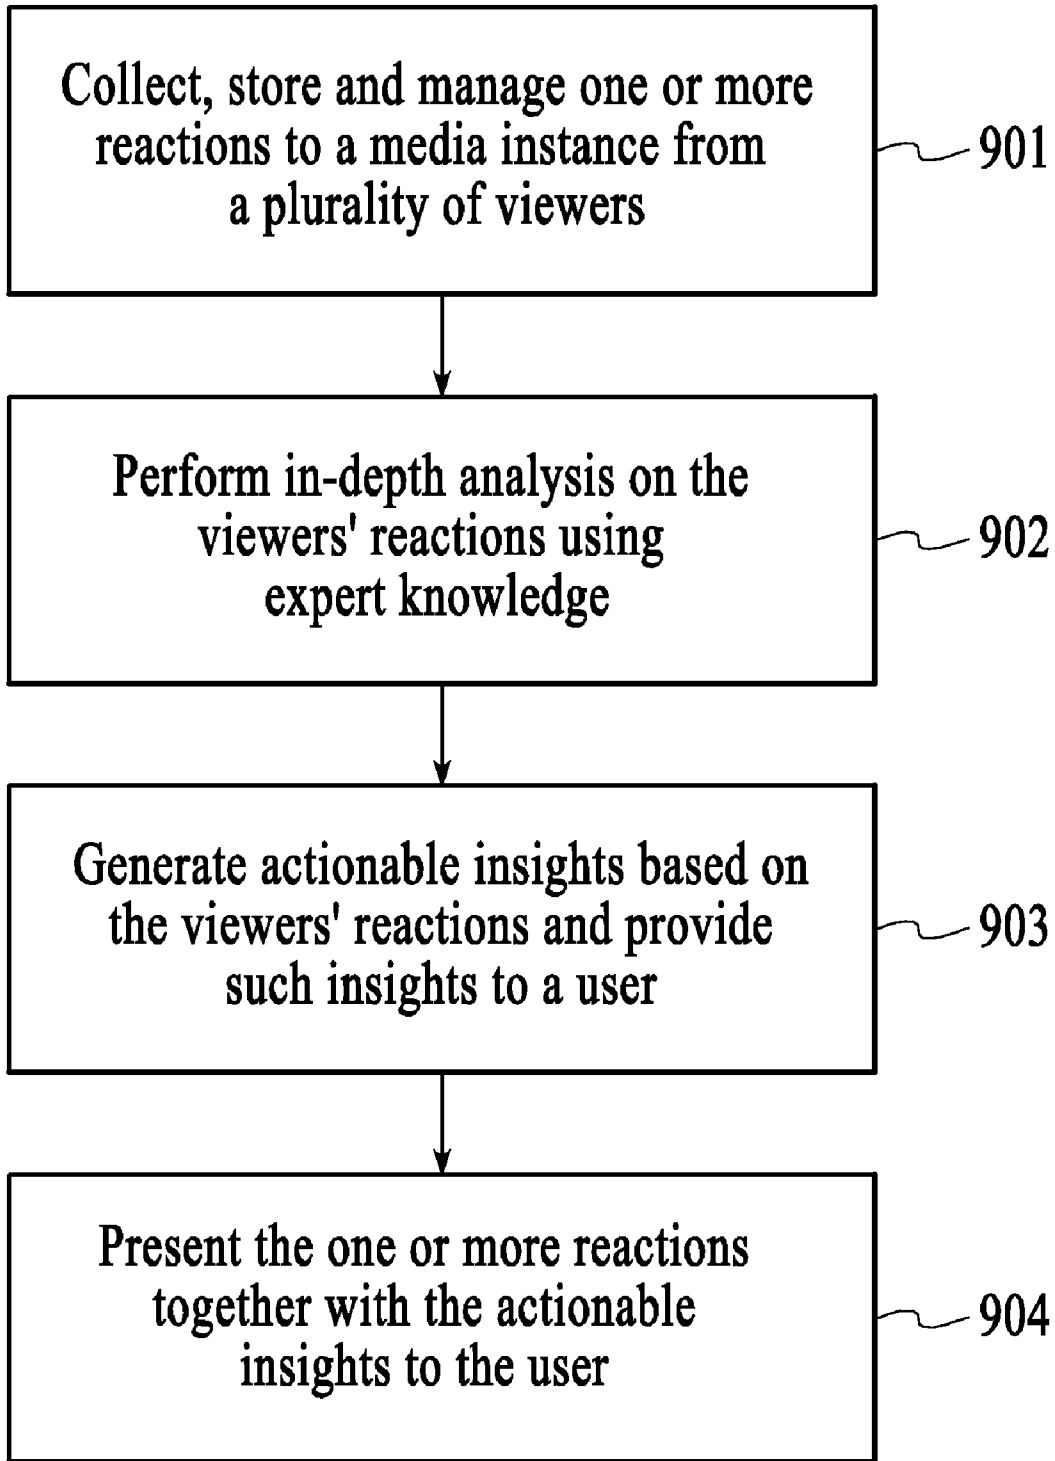 Collect, store and manage one or more
reactions to a media instance from
a plurality of viewers
901
Perform in-depth analysis on the
viewers' reactions using
expert knowledge
902
Generate actionable insights based on
the viewers' reactions and provide
such insights to a user
903
Present the one or more reactions
together with the actionable
insights to the user
904